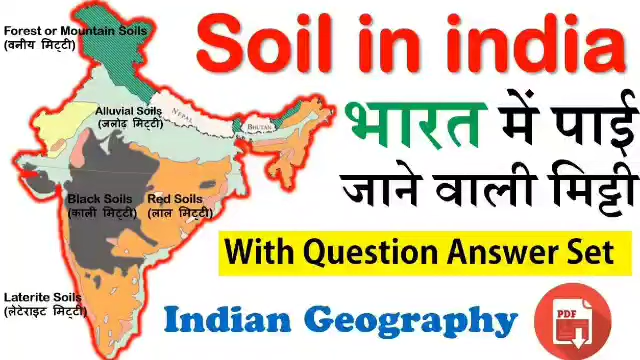 Soil in india
भारत में पाई
जाने वाली मिट्टी
With Question Answer Set
Indian Geography
PDF
Forest or Mountain Soils
(वनीय मिट्टी)
Alluvial Soils
(जलोढ मिट्टी)
NEPAL
BHUTAN
Black Soils
(काली मिट्टी)
Red Soils
(लाल मिट्टी)
Laterite Soils
(लेटेराइट मिट्टी)